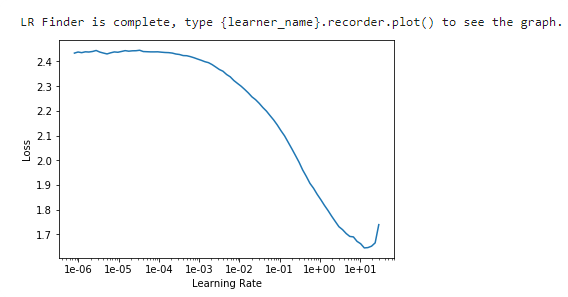 LR Finder is complete, type {learner_name}.recorder.plot() to see the graph.
2.4
2.3
2.2
2.1
2.0
1.9
1.8
1.7
Loss
1e-06 1e-05 1e-04 1e-03 1e-02 1e-01 1e+00 1e+01
Learning Rate